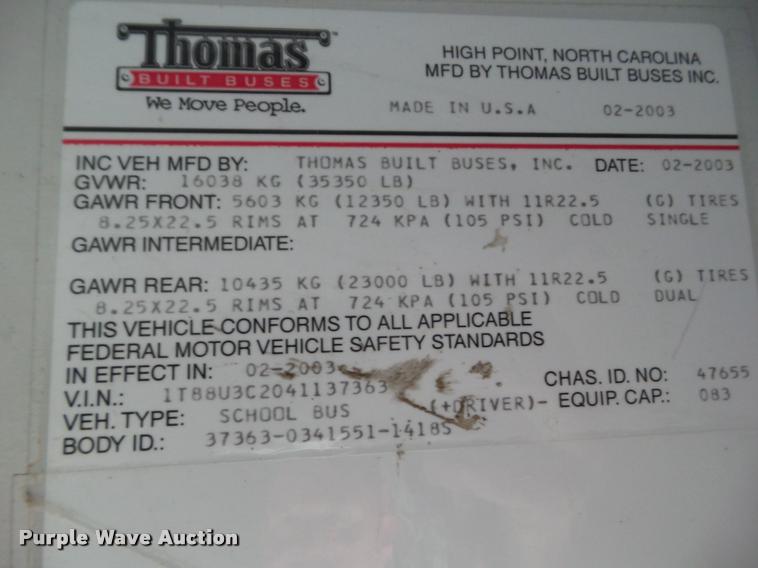 Thomas™
BUILT BUSES
We Move People.
HIGH POINT, NORTH CAROLINA
MFD BY THOMAS BUILT BUSES INC.
MADE IN U.S.A 02-2003
INC VEH MFD BY: THOMAS BUILT BUSES, INC. DATE: 02-2003
GVWR: 16038 KG (35350 LB)
GAWR FRONT: 5603 KG (12350 LB) WITH 11R22.5 (G) TIRES
8.25X22.5 RIMS AT 724 KPA (105 PSI) COLD SINGLE
GAWR INTERMEDIATE:
GAWR REAR: 10435 KG (23000 LB) WITH 11R22.5 (G) TIRES
8.25X22.5 RIMS AT 724 KPA (105 PSI) COLD DUAL
THIS VEHICLE CONFORMS TO ALL APPLICABLE
FEDERAL MOTOR VEHICLE SAFETY STANDARDS
IN EFFECT IN: 02-2003 CHAS. ID. NO: 47655
V.I.N.: 1T88U3C2041137363
VEH. TYPE: SCHOOL BUS (+DRIVER)- EQUIP. CAP.: 083
BODY ID.: 37363-0341551-1418S
Purple Wave Auction